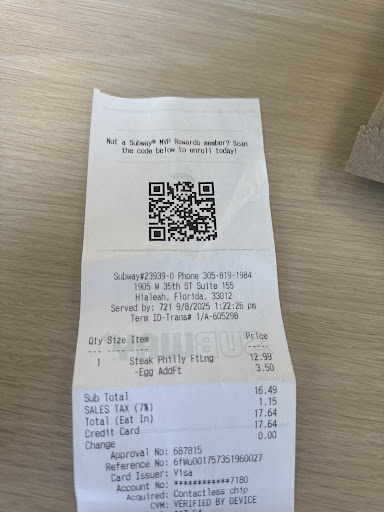 Not a Subway® MVP Rewards member? Scan
the code below to enroll today!
Subway#23939-0 Phone 305-819-1984
1905 W 35th ST Suite 155
Hialeah, Florida, 33012
Served by: 721 9/8/2025 1:22:26 pm
Term ID-Trans# 1/A-605298
Qty Size Item Price
1 Steak Philly FtLng 12.99
-Egg AddFt 3.50
Sub Total 16.49
SALES TAX (7%) 1.15
Total (Eat In) 17.64
Credit Card 17.64
Change 0.00
Approval No: 687815
Reference No: 6fWu001757351960027
Card Issuer: Visa
Account No: ************7180
Acquired: Contactless chip
CVM: VERIFIED BY DEVICE